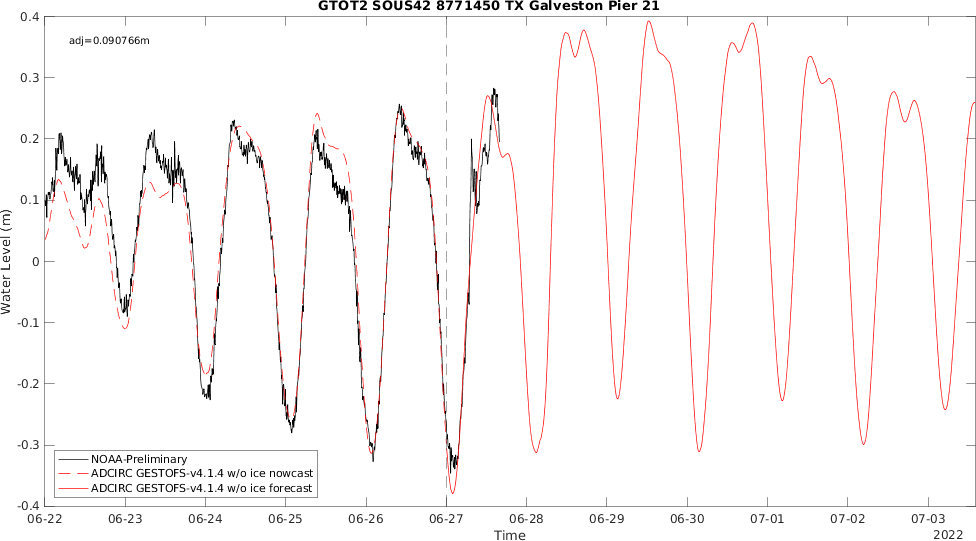 GTOT2 SOUS42 8771450 TX Galveston Pier 21
adj=0.090766m
0.4
0.3
0.2
0.1
0
-0.1
-0.2
-0.3
-0.4
Water Level (m)
NOAA-Preliminary
ADCIRC GESTOFS-v4.1.4 w/o ice nowcast
ADCIRC GESTOFS-v4.1.4 w/o ice forecast
06-22 06-23 06-24 06-25 06-26 06-27 06-28 06-29 06-30 07-01 07-02 07-03
Time
2022